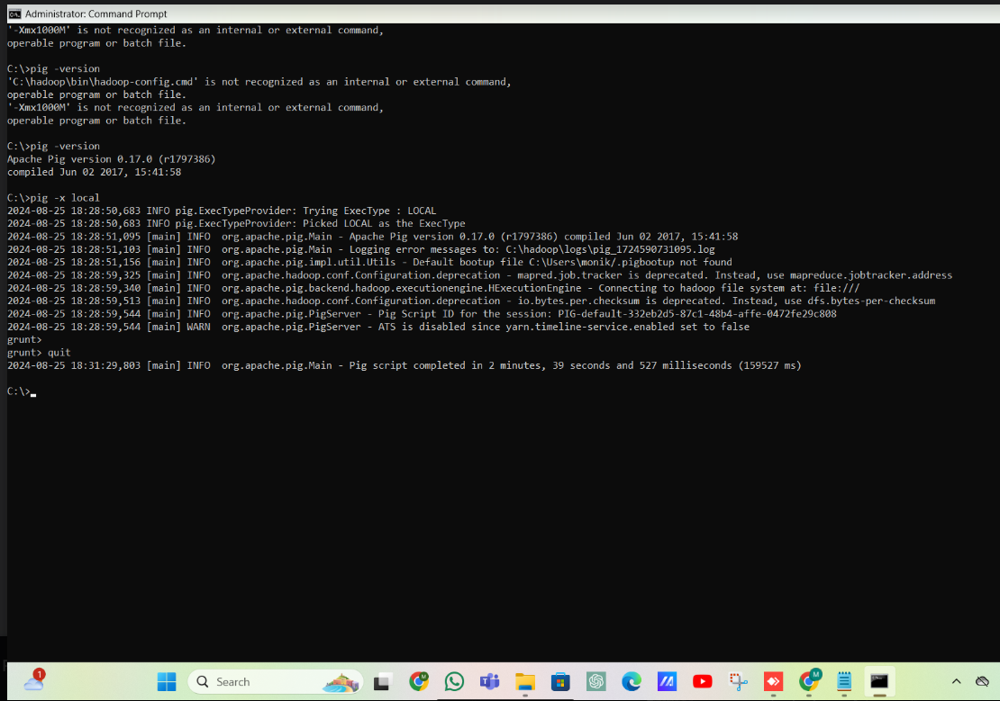 Administrator: Command Prompt
'-Xmx1000M' is not recognized as an internal or external command,
operable program or batch file.
C:\>pig -version
'C:\hadoop\bin\hadoop-config.cmd' is not recognized as an internal or external command,
operable program or batch file.
'-Xmx1000M' is not recognized as an internal or external command,
operable program or batch file.
C:\>pig -version
Apache Pig version 0.17.0 (r1797386)
compiled Jun 02 2017, 15:41:58
C:\>pig -x local
2024-08-25 18:28:50,683 INFO pig.ExecTypeProvider: Trying ExecType : LOCAL
2024-08-25 18:28:50,683 INFO pig.ExecTypeProvider: Picked LOCAL as the ExecType
2024-08-25 18:28:51,095 [main] INFO  org.apache.pig.Main - Apache Pig version 0.17.0 (r1797386) compiled Jun 02 2017, 15:41:58
2024-08-25 18:28:51,103 [main] INFO  org.apache.pig.Main - Logging error messages to: C:\hadoop\logs\pig_1724590731095.log
2024-08-25 18:28:51,156 [main] INFO  org.apache.pig.impl.util.Utils - Default bootup file C:\Users\monik/.pigbootup not found
2024-08-25 18:28:59,325 [main] INFO  org.apache.hadoop.conf.Configuration.deprecation - mapred.job.tracker is deprecated. Instead, use mapreduce.jobtracker.address
2024-08-25 18:28:59,340 [main] INFO  org.apache.pig.backend.hadoop.executionengine.HExecutionEngine - Connecting to hadoop file system at: file:///
2024-08-25 18:28:59,513 [main] INFO  org.apache.hadoop.conf.Configuration.deprecation - io.bytes.per.checksum is deprecated. Instead, use dfs.bytes-per-checksum
2024-08-25 18:28:59,544 [main] INFO  org.apache.pig.PigServer - Pig Script ID for the session: PIG-default-332eb2d5-87c1-48b4-affe-0472fe29c808
2024-08-25 18:28:59,544 [main] WARN  org.apache.pig.PigServer - ATS is disabled since yarn.timeline-service.enabled set to false
grunt>
grunt> quit
2024-08-25 18:31:29,803 [main] INFO  org.apache.pig.Main - Pig script completed in 2 minutes, 39 seconds and 527 milliseconds (159527 ms)
C:\>
1
Search
M
M